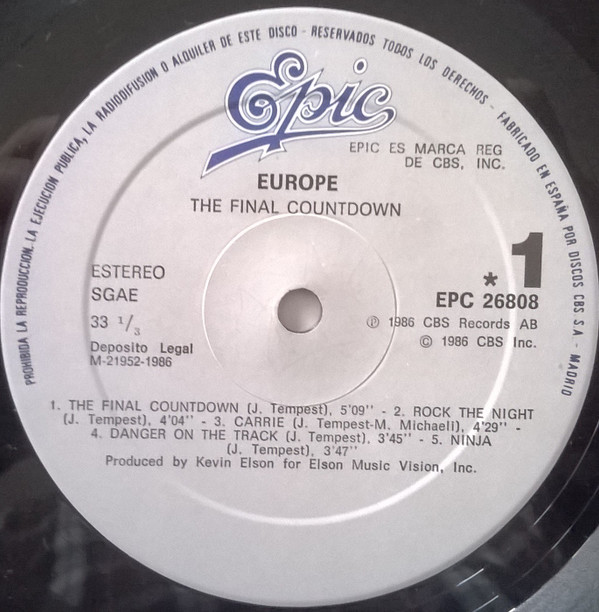 PROHIBIDA LA REPRODUCCION, LA EJECUCION PUBLICA, LA RADIODIFUSION O ALQUILER DE ESTE DISCO - RESERVADOS TODOS LOS DERECHOS - FABRICADO EN ESPAÑA POR DISCOS CBS S.A - MADRID
Epic
EPIC ES MARCA REG
DE CBS, INC.
EUROPE
THE FINAL COUNTDOWN
1
ESTEREO
SGAE
33 1/3
Deposito Legal
M-21952-1986
*
EPC 26808
℗ 1986 CBS Records AB
© 1986 CBS Inc.
1. THE FINAL COUNTDOWN (J. Tempest), 5'09'' - 2. ROCK THE NIGHT
(J. Tempest), 4'04'' - 3. CARRIE (J. Tempest-M. Michaeli), 4'29'' -
4. DANGER ON THE TRACK (J. Tempest), 3'45'' - 5. NINJA
(J. Tempest), 3'47''
Produced by Kevin Elson for Elson Music Vision, Inc.